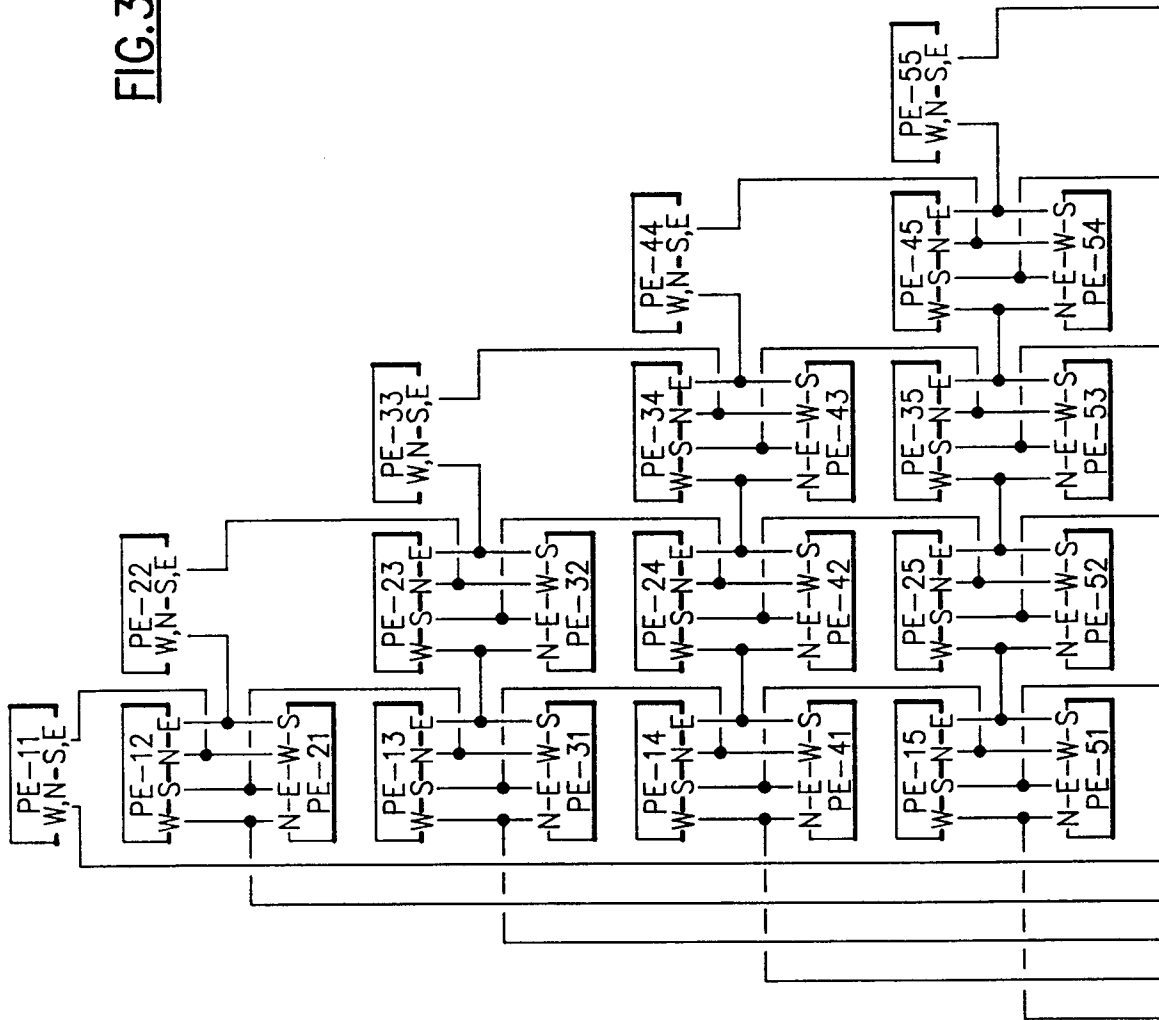 FIG.3
PE-11
W,N-S,E
PE-12
W-S-N-E
N-E-W-S
PE-21
PE-22
W,N-S,E
PE-13
W-S-N-E
N-E-W-S
PE-31
PE-23
W-S-N-E
N-E-W-S
PE-32
PE-33
W,N-S,E
PE-14
W-S-N-E
N-E-W-S
PE-41
PE-24
W-S-N-E
N-E-W-S
PE-42
PE-34
W-S-N-E
N-E-W-S
PE-43
PE-44
W,N-S,E
PE-15
W-S-N-E
N-E-W-S
PE-51
PE-25
W-S-N-E
N-E-W-S
PE-52
PE-35
W-S-N-E
N-E-W-S
PE-53
PE-45
W-S-N-E
N-E-W-S
PE-54
PE-55
W,N-S,E